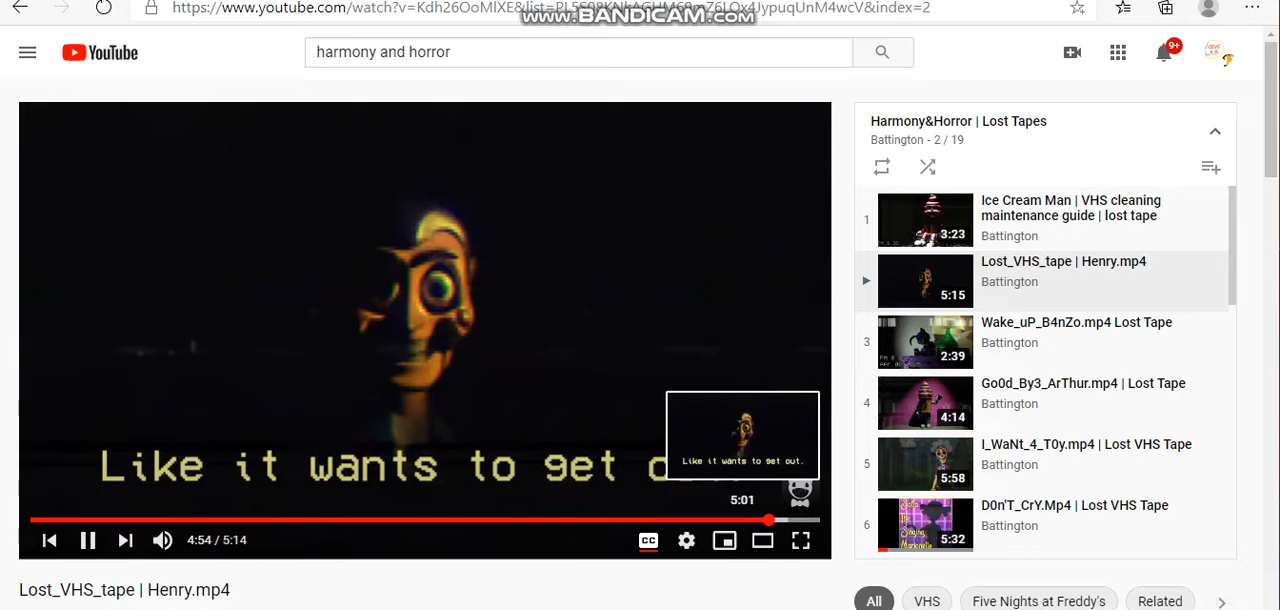 https://www.youtube.com/watch?v=Kdh26OoMlXE&list=PL5S98KNkAGHM69mZ6LOx4JypuqUnM4wcV&index=2
www.BANDICAM.com
YouTube
harmony and horror
9+
Harmony&Horror | Lost Tapes
Battington - 2 / 19
1
3:23
Ice Cream Man | VHS cleaning
maintenance guide | lost tape
Battington
5:15
Lost_VHS_tape | Henry.mp4
Battington
3
2:39
Wake_uP_B4nZo.mp4 Lost Tape
Battington
4
4:14
Go0d_By3_ArThur.mp4 | Lost Tape
Battington
5
5:58
I_WaNt_4_T0y.mp4 | Lost VHS Tape
Battington
6
5:32
D0n'T_CrY.Mp4 | Lost VHS Tape
Battington
Like it wants to get
Like it wants to get out.
5:01
4:54 / 5:14
CC
Lost_VHS_tape | Henry.mp4
All
VHS
Five Nights at Freddy's
Related